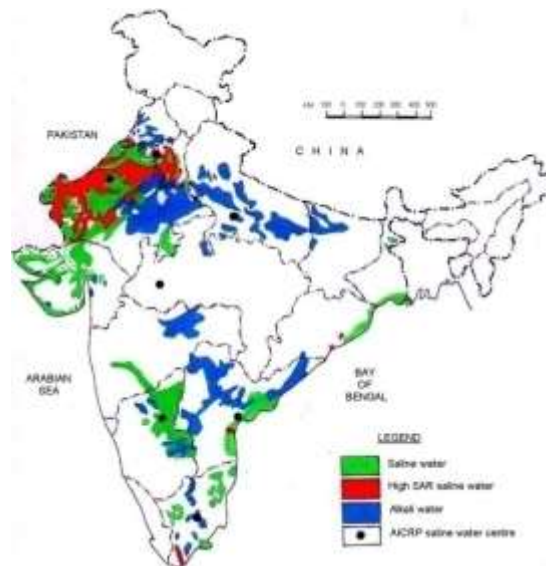 PAKISTAN
CHINA
ARABIAN
SEA
BAY
OF
BENGAL
LEGEND
Saline water
High SAR saline water
Alkali water
AICRP saline water centre